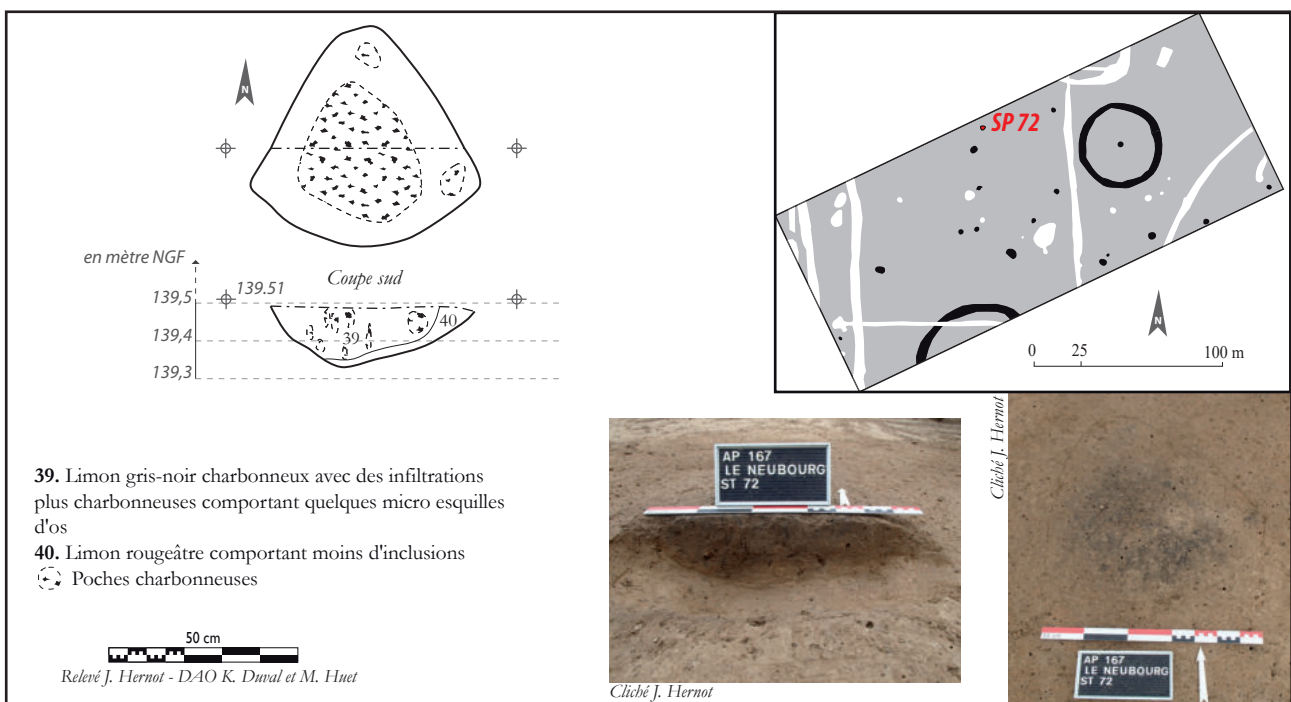 N
en mètre NGF
Coupe sud
139,5
139.51
40
39
139,4
139,3
SP 72
N
0 25 100 m
39. Limon gris-noir charbonneux avec des infiltrations
plus charbonneuses comportant quelques micro esquilles
d'os
40. Limon rougeâtre comportant moins d'inclusions
Poches charbonneuses
50 cm
Relevé J. Hernot - DAO K. Duval et M. Huet
AP 167
LE NEUBOURG
ST 72
Cliché J. Hernot
Cliché J. Hernot
AP 167
LE NEUBOURG
ST 72